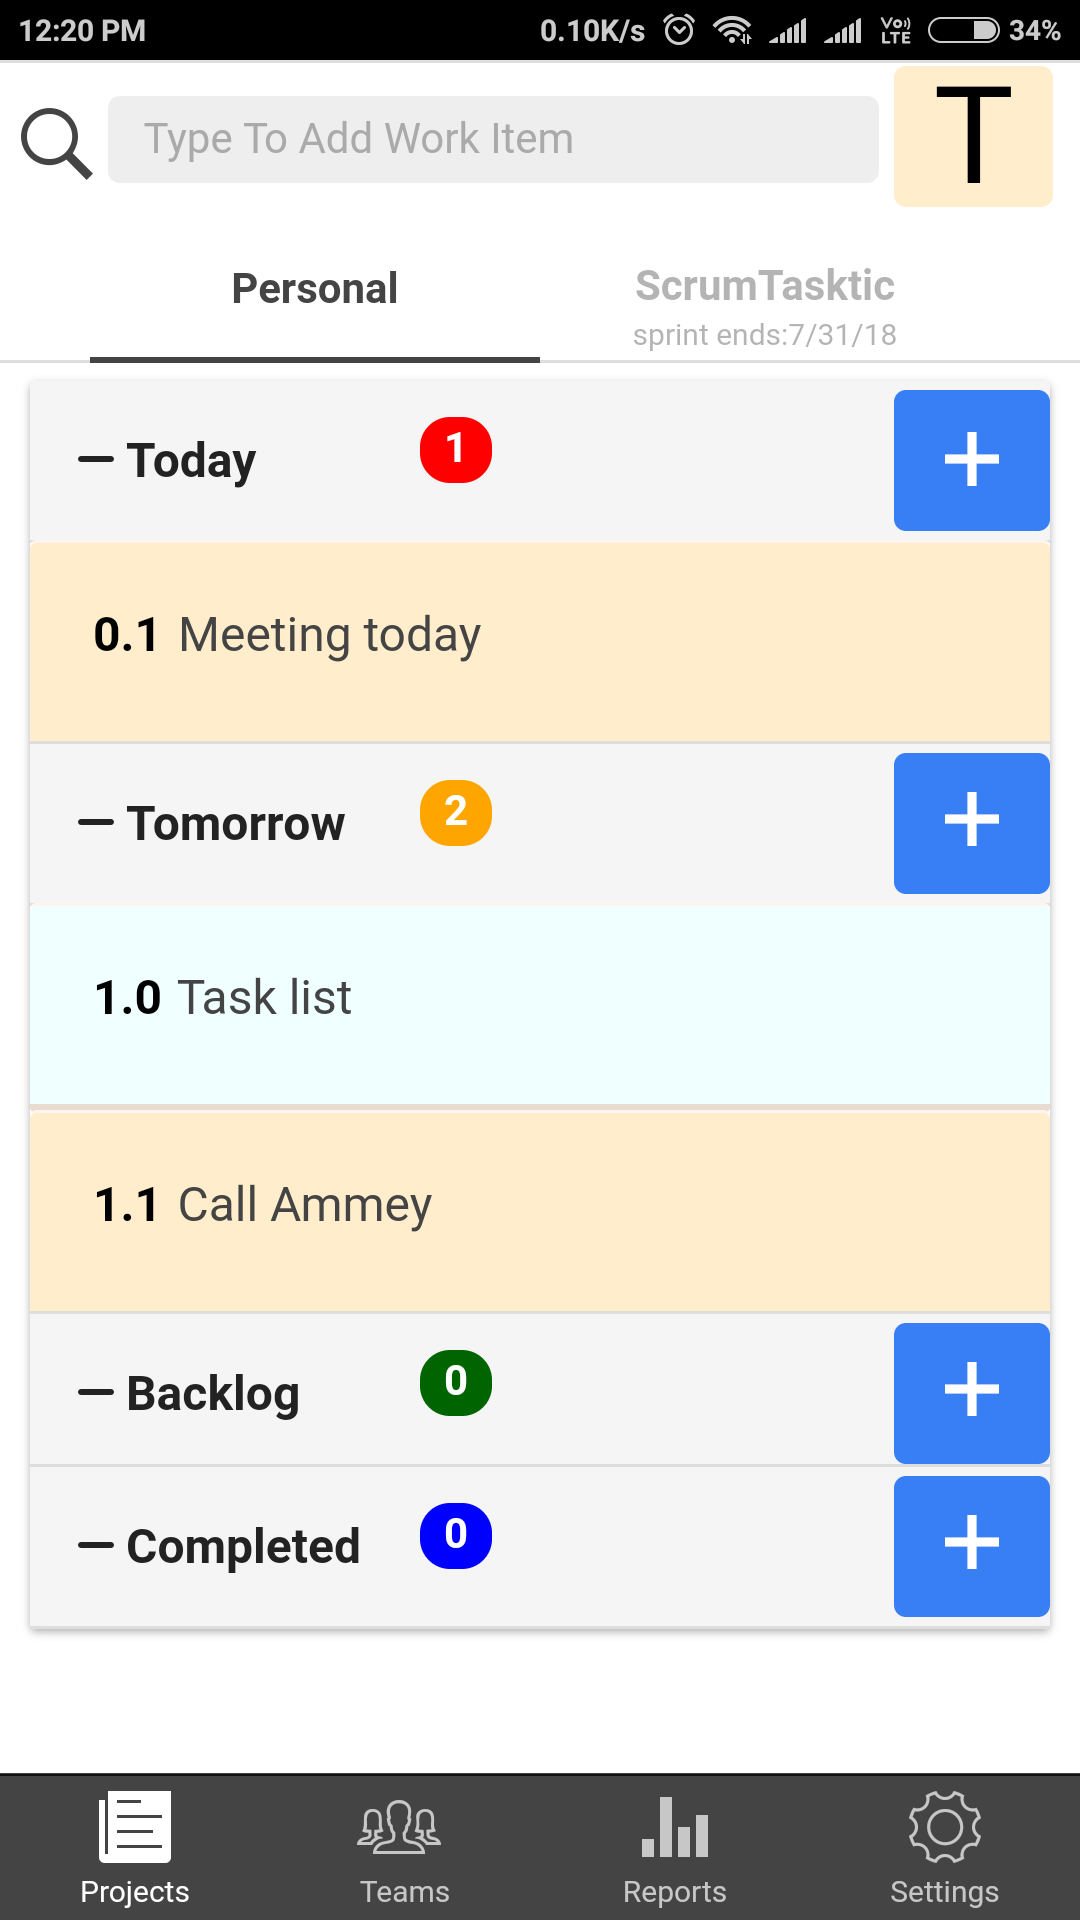 12:20 PM 0.10K/s VoLTE 34%
Type To Add Work Item T
Personal ScrumTasktic
sprint ends:7/31/18
Today 1 +
0.1 Meeting today
Tomorrow 2 +
1.0 Task list
1.1 Call Ammey
Backlog 0 +
Completed 0 +
Projects Teams Reports Settings